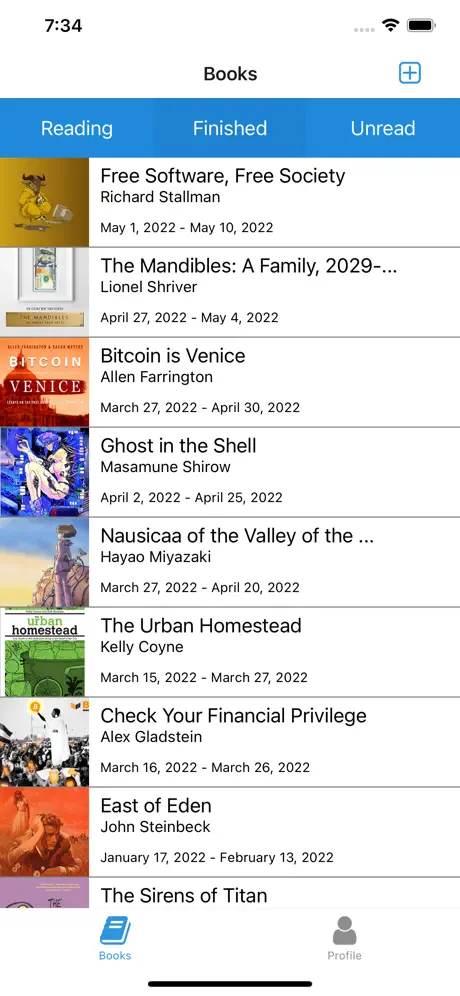 7:34
Books
Reading
Finished
Unread
Free Software, Free Society
Richard Stallman
May 1, 2022 - May 10, 2022
The Mandibles: A Family, 2029-...
Lionel Shriver
April 27, 2022 - May 4, 2022
THE MANDIBLES
ALLEN FARRINGTON & SACHA MEYERS
BITCOIN
IS
VENICE
Bitcoin is Venice
Allen Farrington
March 27, 2022 - April 30, 2022
Ghost in the Shell
Masamune Shirow
April 2, 2022 - April 25, 2022
Nausicaa of the Valley of the ...
Hayao Miyazaki
March 27, 2022 - April 20, 2022
the
urban
homestead
The Urban Homestead
Kelly Coyne
March 15, 2022 - March 27, 2022
Check Your Financial Privilege
Alex Gladstein
March 16, 2022 - March 26, 2022
East of Eden
John Steinbeck
January 17, 2022 - February 13, 2022
THE
The Sirens of Titan
Books
Profile